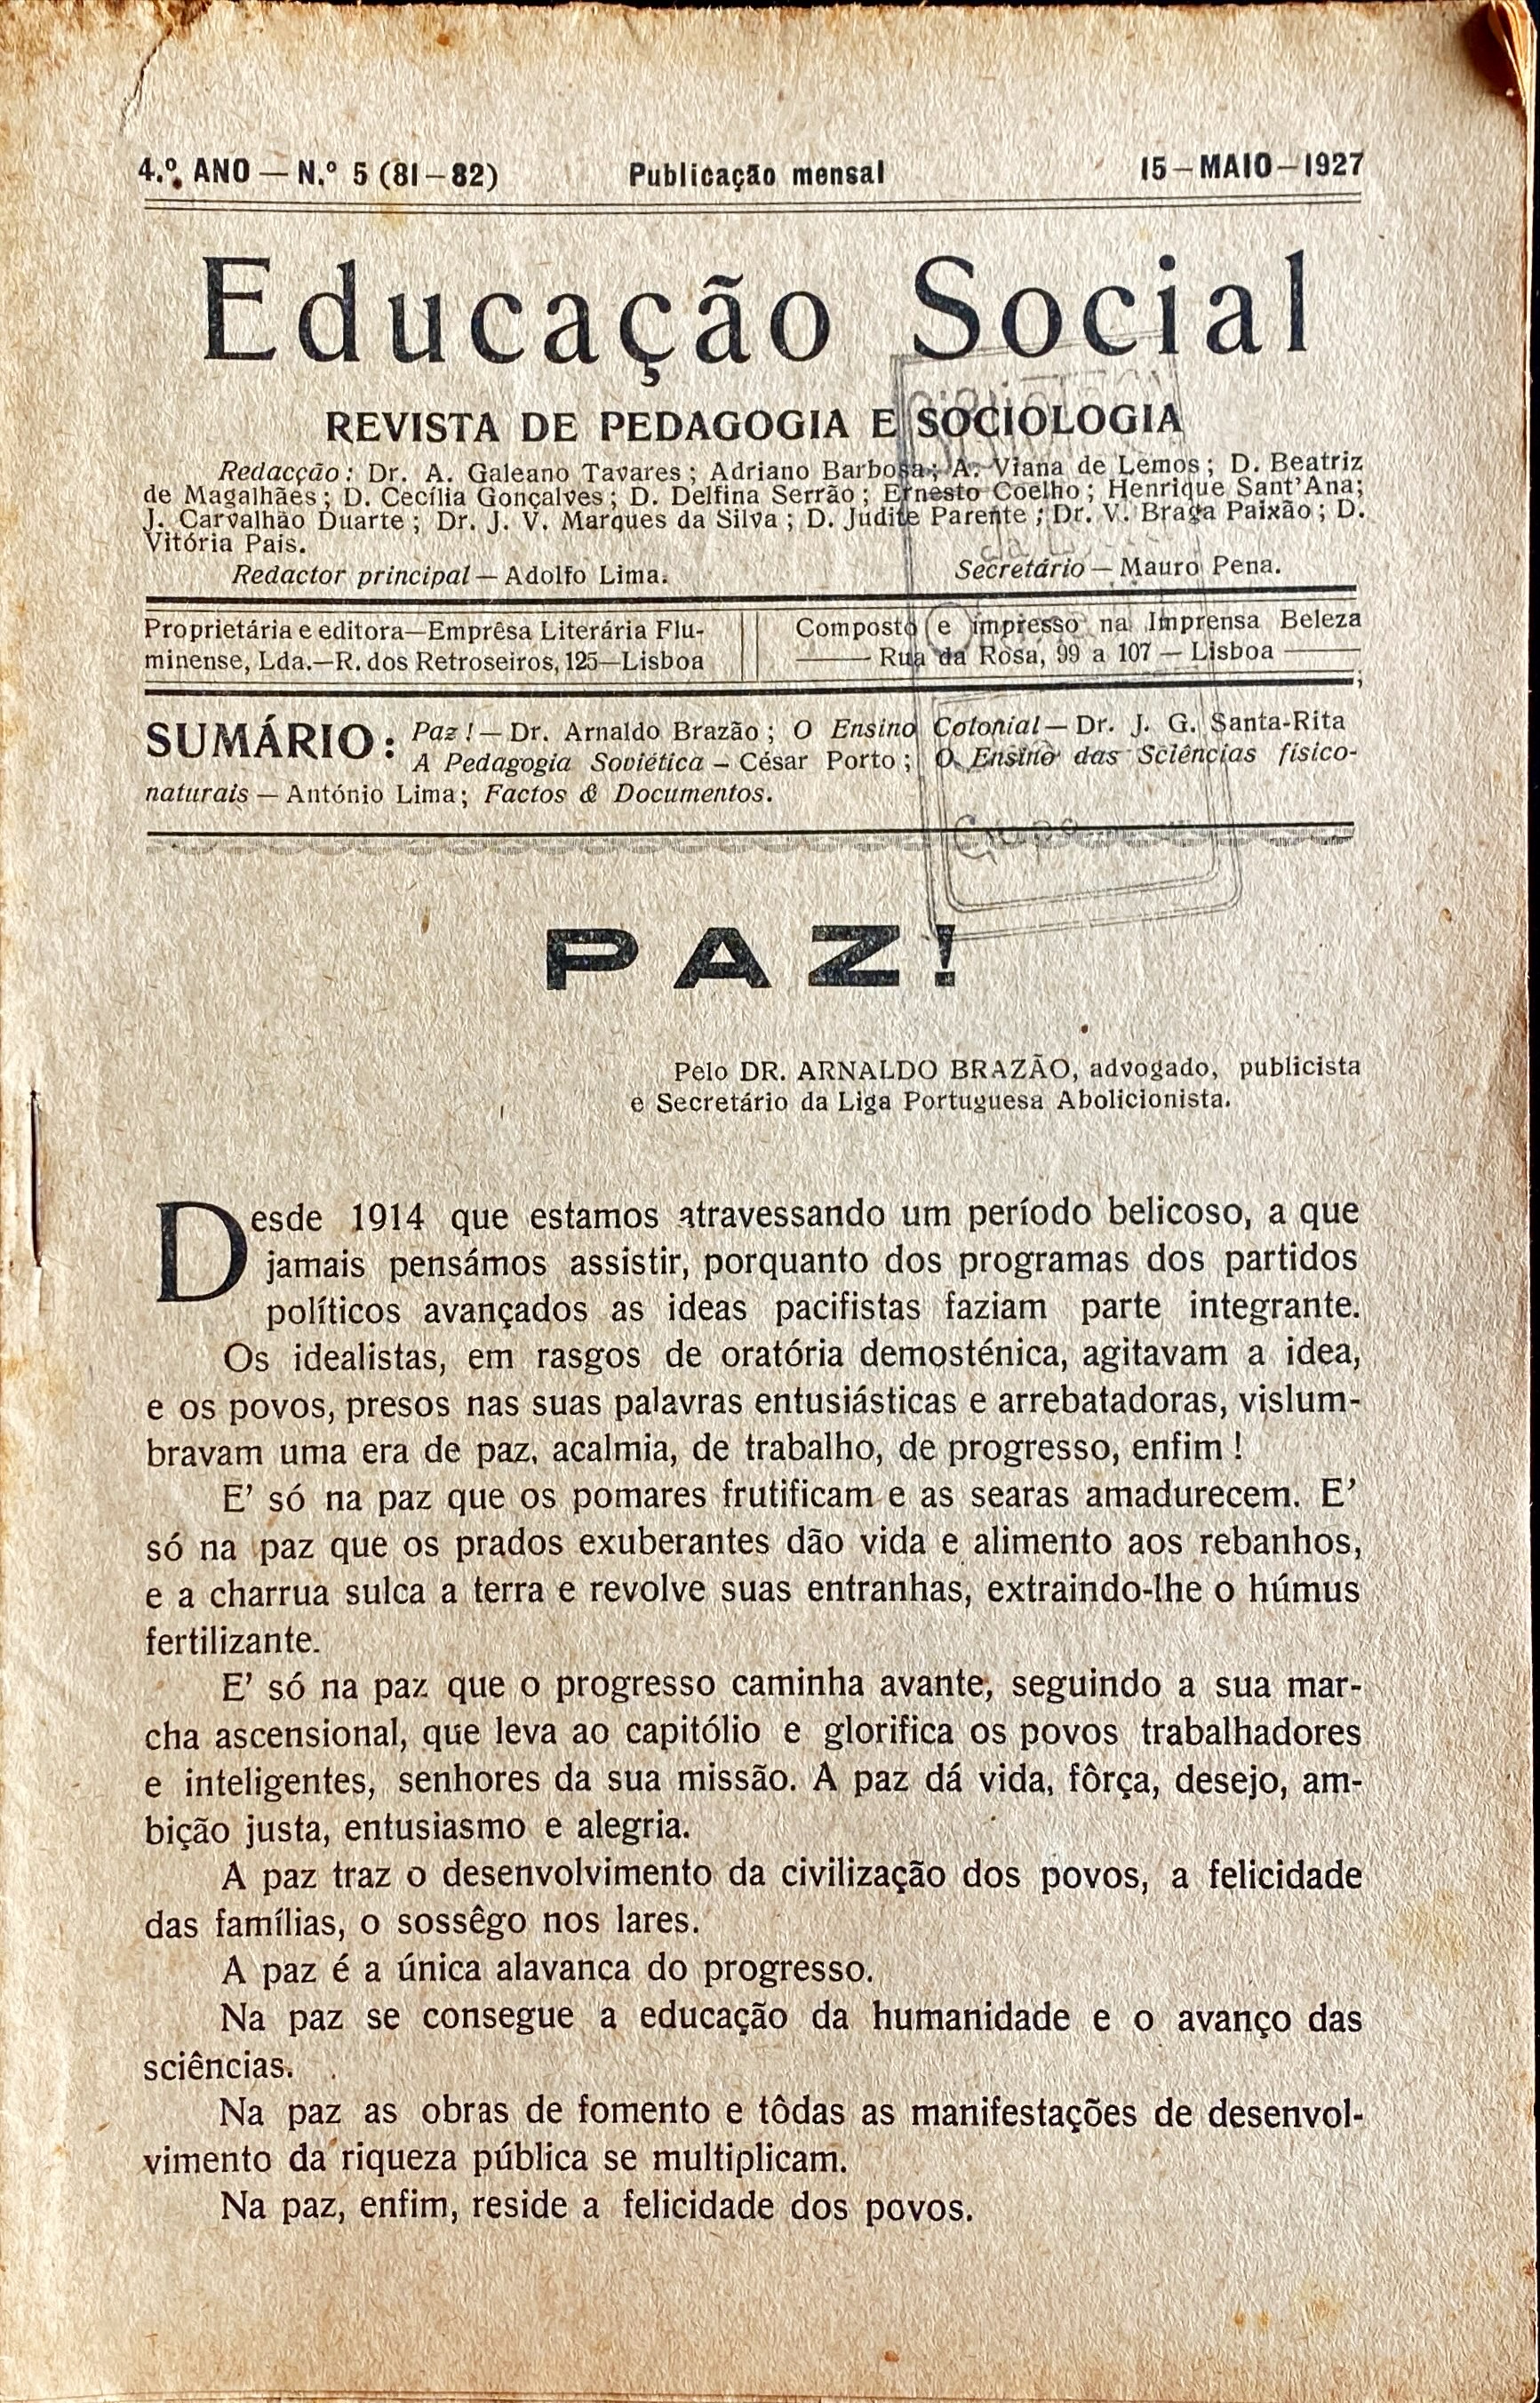 4.º ANO — N.º 5 (81–82) Publicação mensal 15–MAIO–1927
Educação Social
REVISTA DE PEDAGOGIA E SOCIOLOGIA
Redacção: Dr. A. Galeano Tavares; Adriano Barbosa; A. Viana de Lemos; D. Beatriz
de Magalhães; D. Cecília Gonçalves; D. Delfina Serrão; Ernesto Coelho; Henrique Sant'Ana;
J. Carvalhão Duarte; Dr. J. V. Marques da Silva; D. Judite Parente; Dr. V. Braga Paixão; D.
Vitória Pais.
Redactor principal — Adolfo Lima. Secretário — Mauro Pena.
Proprietária e editora—Emprêsa Literária Flu-
minense, Lda.—R. dos Retroseiros, 125—Lisboa
Composto e impresso na Imprensa Beleza
Rua da Rosa, 99 a 107 — Lisboa
SUMÁRIO: Paz! — Dr. Arnaldo Brazão; O Ensino Colonial — Dr. J. G. Santa-Rita;
A Pedagogia Soviética – César Porto; O Ensino das Sciências fisico-
naturais — António Lima; Factos & Documentos.
PAZ!
Pelo DR. ARNALDO BRAZÃO, advogado, publicista
e Secretário da Liga Portuguesa Abolicionista.
Desde 1914 que estamos atravessando um período belicoso, a que
jamais pensámos assistir, porquanto dos programas dos partidos
políticos avançados as ideas pacifistas faziam parte integrante.
Os idealistas, em rasgos de oratória demosténica, agitavam a idea,
e os povos, presos nas suas palavras entusiásticas e arrebatadoras, vislum-
bravam uma era de paz, acalmia, de trabalho, de progresso, enfim!
E' só na paz que os pomares frutificam e as searas amadurecem. E'
só na paz que os prados exuberantes dão vida e alimento aos rebanhos,
e a charrua sulca a terra e revolve suas entranhas, extraindo-lhe o húmus
fertilizante.
E' só na paz que o progresso caminha avante, seguindo a sua mar-
cha ascensional, que leva ao capitólio e glorifica os povos trabalhadores
e inteligentes, senhores da sua missão. A paz dá vida, fôrça, desejo, am-
bição justa, entusiasmo e alegria.
A paz traz o desenvolvimento da civilização dos povos, a felicidade
das famílias, o sossêgo nos lares.
A paz é a única alavanca do progresso.
Na paz se consegue a educação da humanidade e o avanço das
sciências.
Na paz as obras de fomento e tôdas as manifestações de desenvol-
vimento da riqueza pública se multiplicam.
Na paz, enfim, reside a felicidade dos povos.